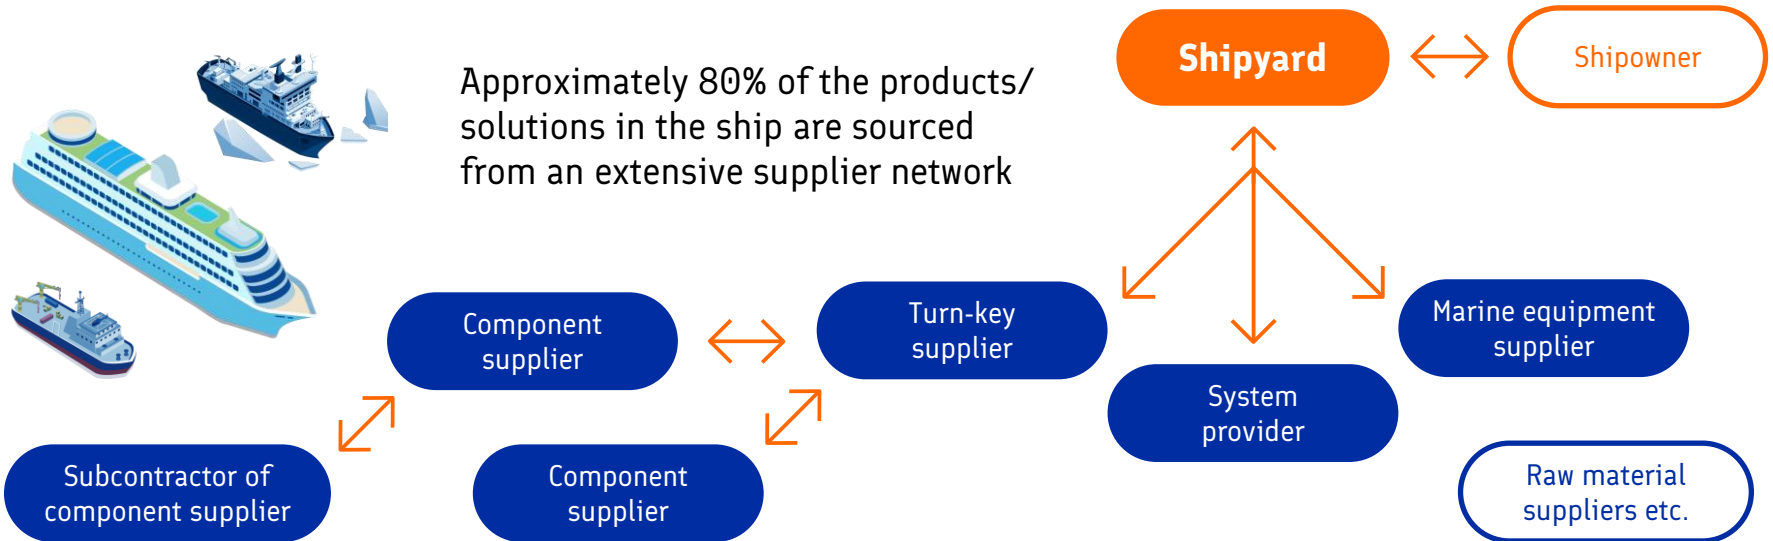 Approximately 80% of the products/
solutions in the ship are sourced
from an extensive supplier network
Shipyard
Shipowner
Component
supplier
Turn-key
supplier
Marine equipment
supplier
System
provider
Subcontractor of
component supplier
Component
supplier
Raw material
suppliers etc.